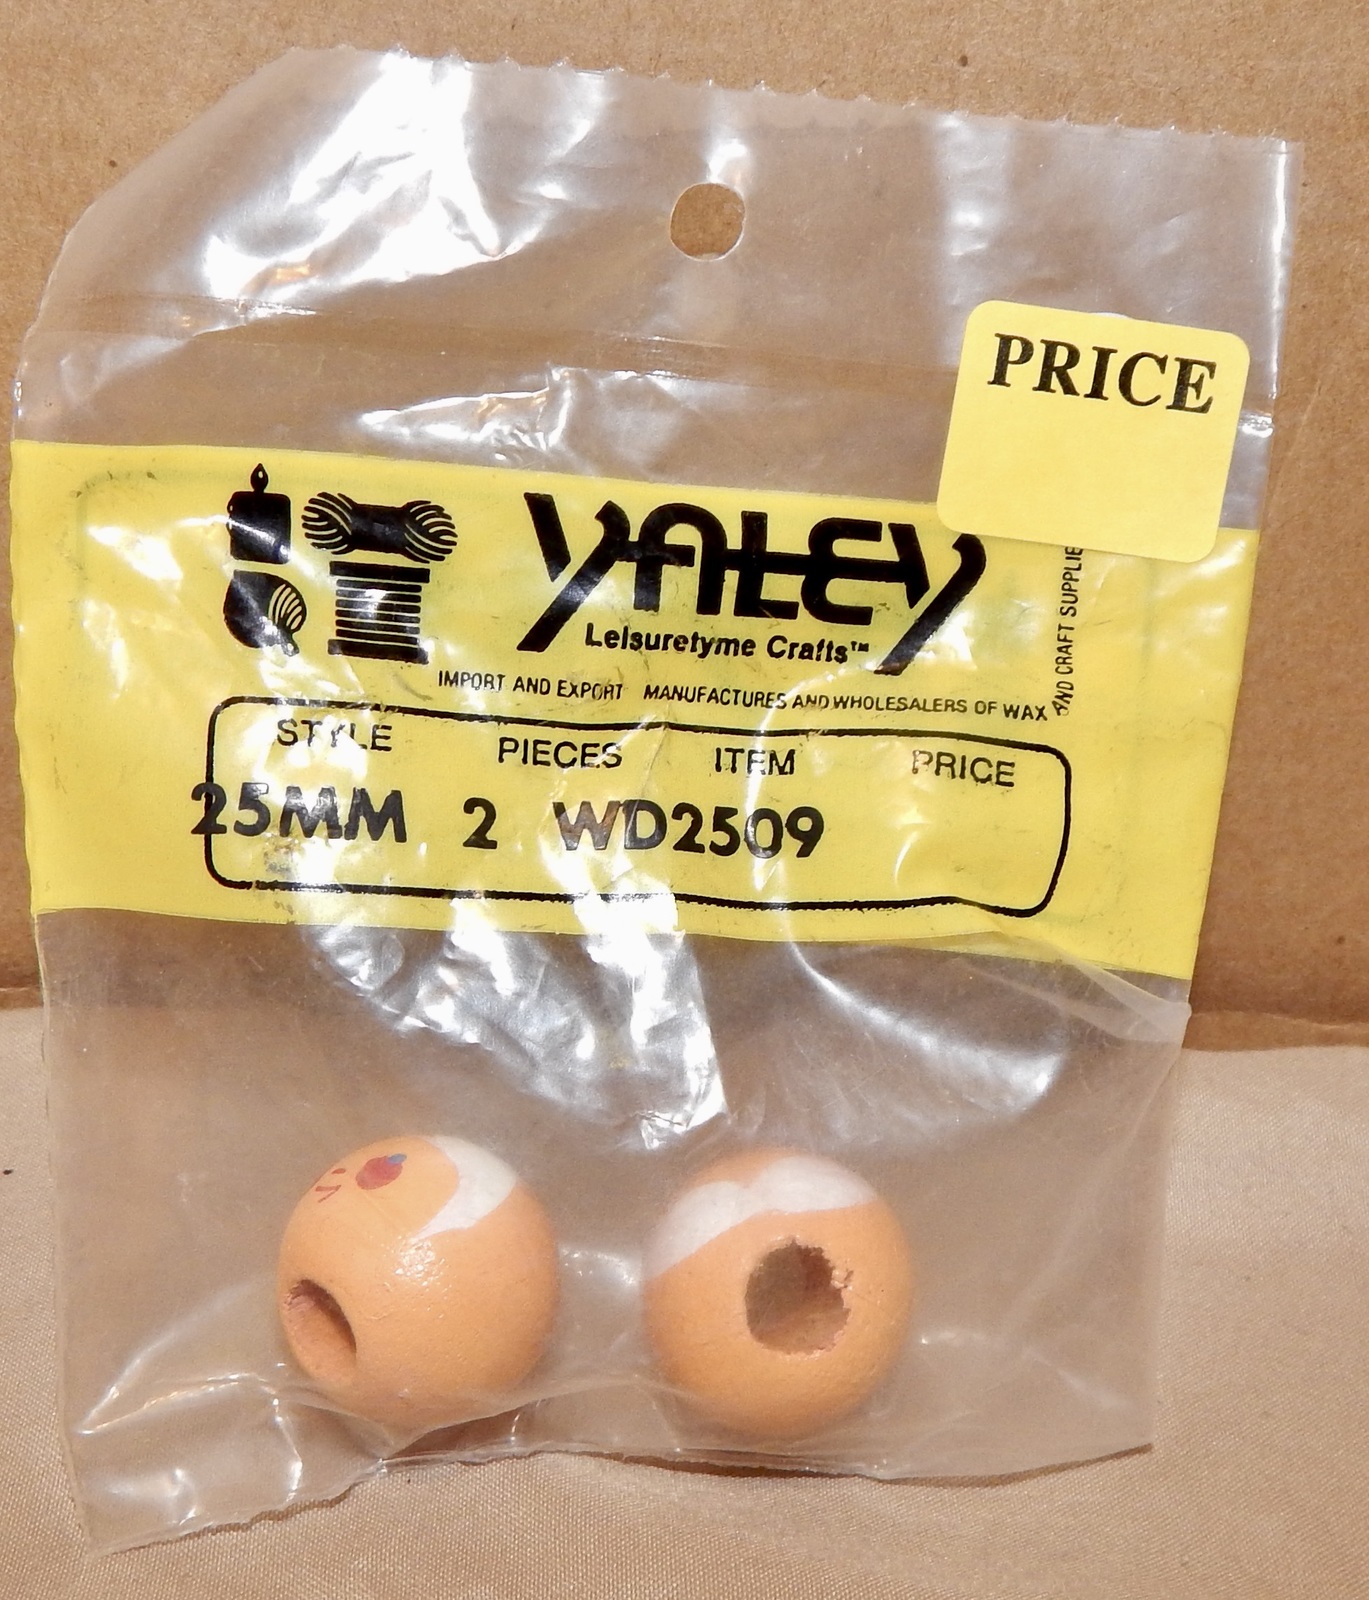 PRICE
YALEY
Leisuretyme Crafts™
IMPORT AND EXPORT MANUFACTURES AND WHOLESALERS OF WAX
AND CRAFT SUPPLIE
STYLE PIECES ITEM PRICE
25MM 2 WD2509